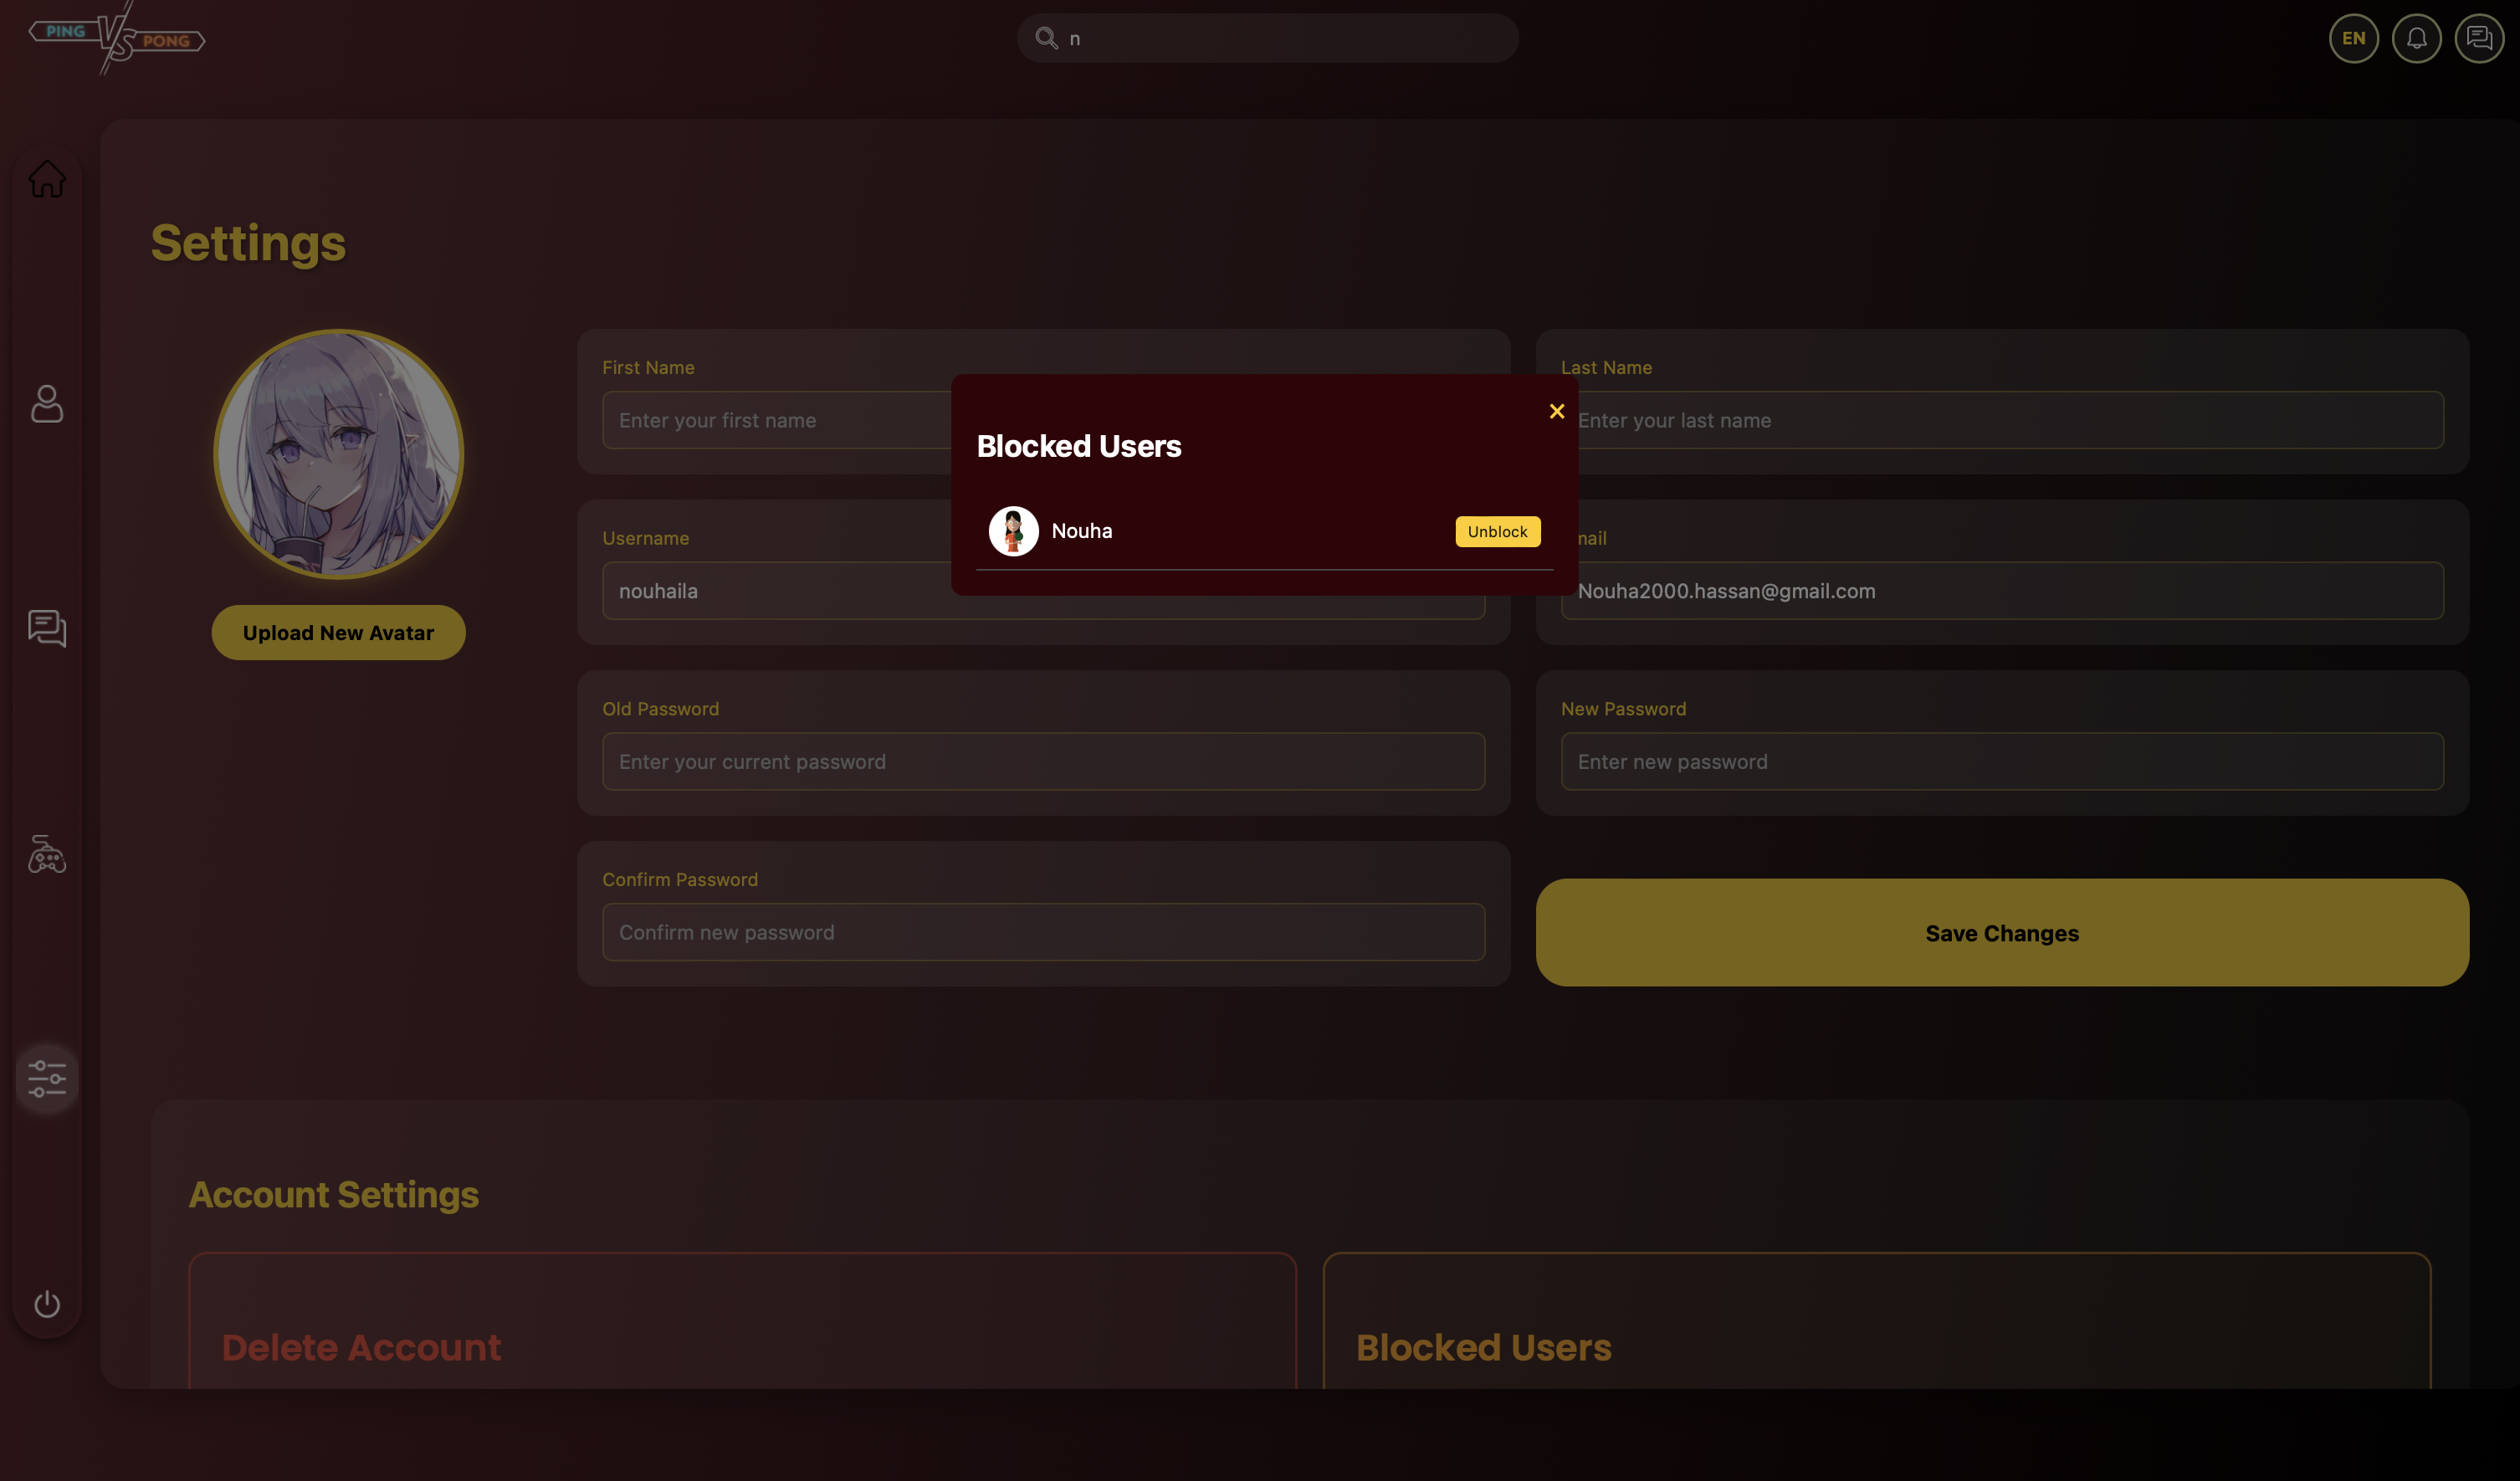 PING VS PONG
n
EN
Settings
First Name
Enter your first name
Last Name
Enter your last name
Blocked Users
Nouha
Unblock
Username
nouhaila
mail
Nouha2000.hassan@gmail.com
Upload New Avatar
Old Password
Enter your current password
New Password
Enter new password
Confirm Password
Confirm new password
Save Changes
Account Settings
Delete Account
Blocked Users